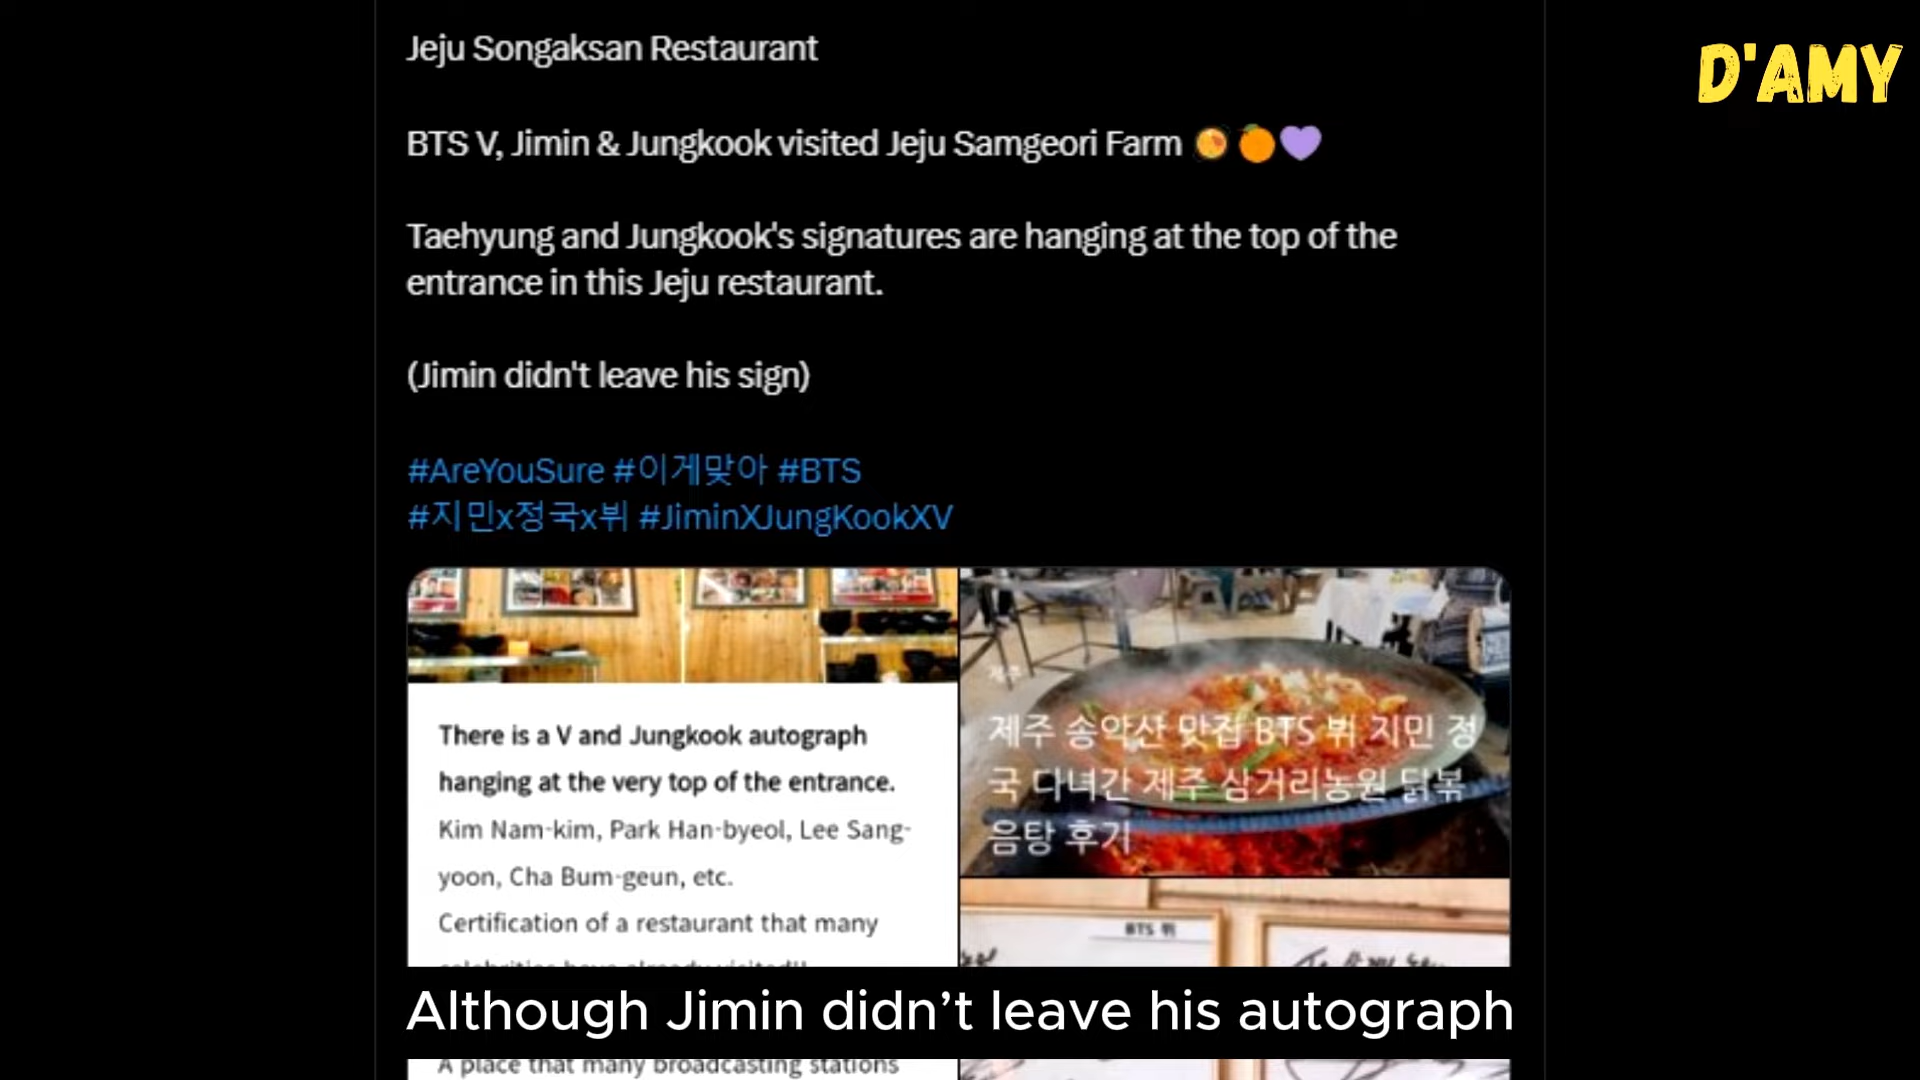 Jeju Songaksan Restaurant
D'AMY
BTS V, Jimin & Jungkook visited Jeju Samgeori Farm 🍳🍊💜
Taehyung and Jungkook's signatures are hanging at the top of the
entrance in this Jeju restaurant.
(Jimin didn't leave his sign)
#AreYouSure #이게맞아 #BTS
#지민x정국x뷔 #JiminXJungKookXV
There is a V and Jungkook autograph
hanging at the very top of the entrance.
Kim Nam-kim, Park Han-byeol, Lee Sang-
yoon, Cha Bum-geun, etc.
Certification of a restaurant that many
celebrities have already visited!!
제주
제주 송악산 맛집 BTS 뷔 지민 정
국 다녀간 제주 삼거리농원 닭볶
음탕 후기
BTS 뷔
Although Jimin didn't leave his autograph
A place that many broadcasting stations